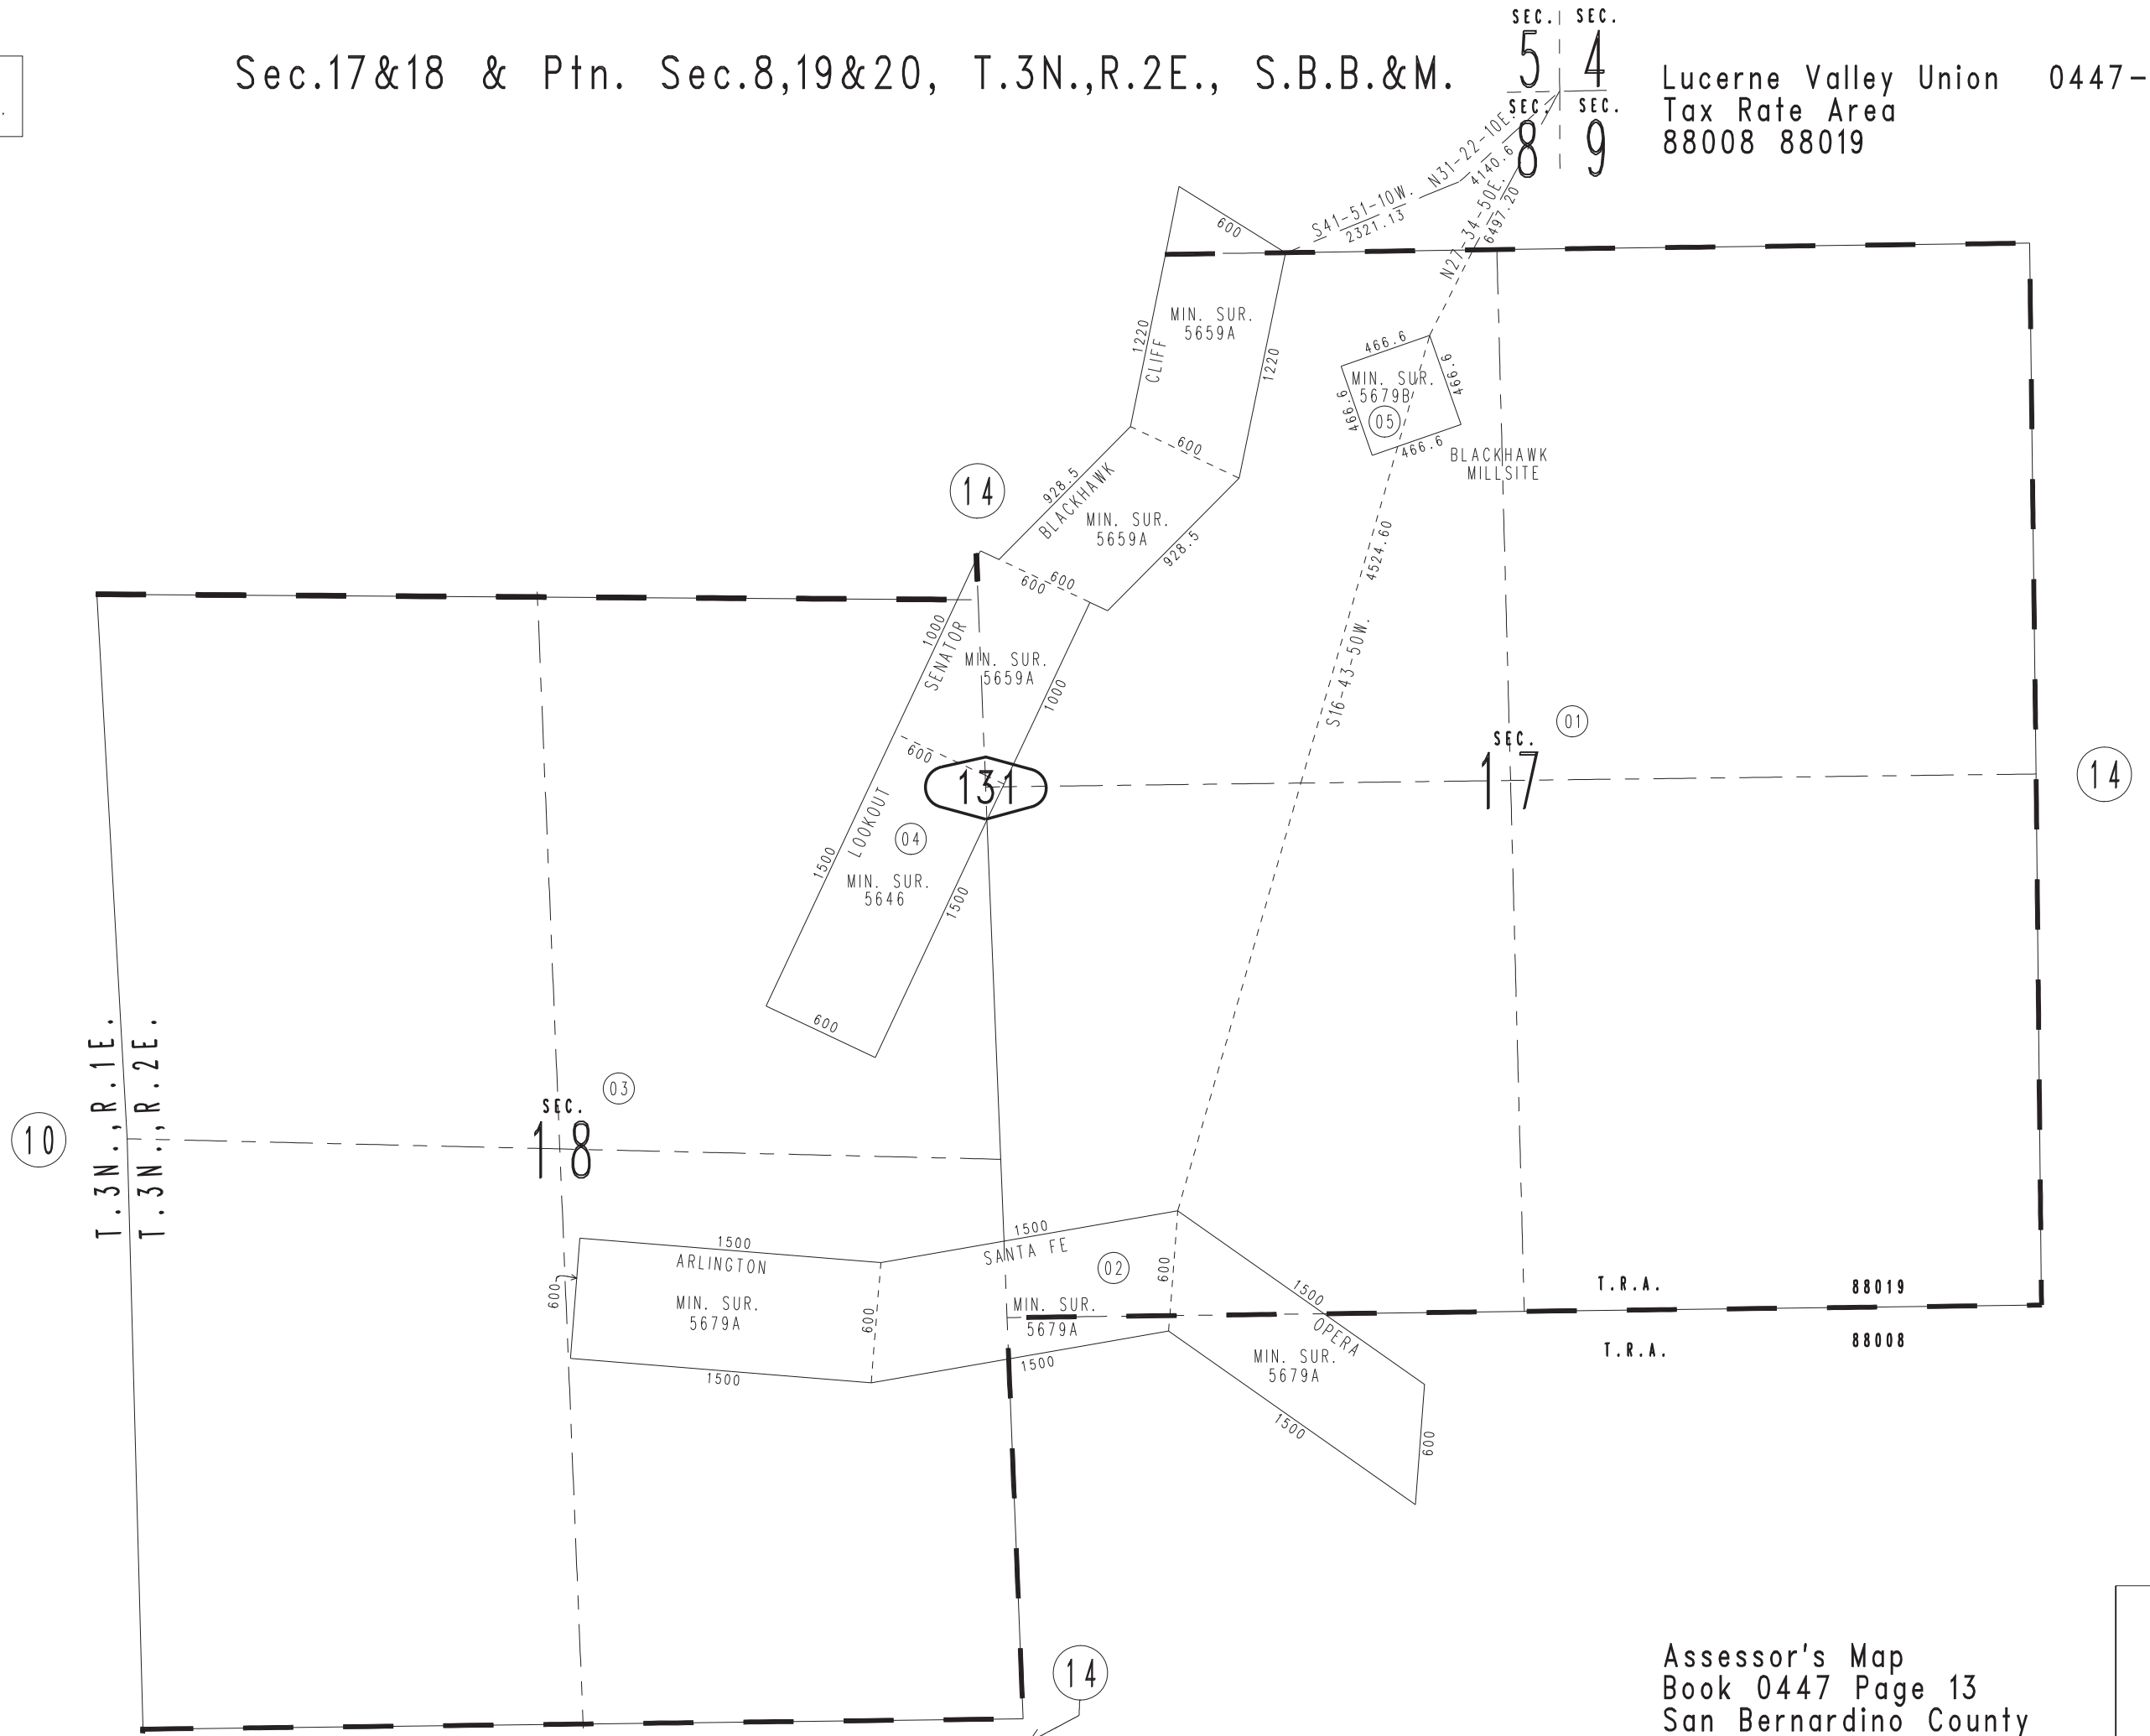 Sec.17&18 & Ptn. Sec.8,19&20, T.3N.,R.2E., S.B.B.&M.
SEC. SEC.
5 4
SEC. SEC.
8 9
Lucerne Valley Union 0447-
Tax Rate Area
88008 88019
N31-22-10E.
4140.6
S41-51-10W.
2321.13
N27-34-50E.
6497.20
600
MIN. SUR.
5659A
1220
CLIFF
1220
466.6
MIN. SUR.
5679B
05
466.6
466.6
466.6
BLACKHAWK
MILLSITE
600
14
928.5
BLACKHAWK
MIN. SUR.
5659A
928.5
600
600
4524.60
S16-43-50W.
1000
SENATOR
MIN. SUR.
5659A
1000
600
131
01
SEC.
17
14
LOOKOUT
04
1500
MIN. SUR.
5646
1500
600
T.3N.,R.1E.
T.3N.,R.2E.
10
03
SEC.
18
1500
ARLINGTON
MIN. SUR.
5679A
600
600
1500
1500
SANTA FE
02
600
MIN. SUR.
5679A
1500
1500
OPERA
MIN. SUR.
5679A
1500
600
T.R.A. 88019
T.R.A. 88008
14
Assessor's Map
Book 0447 Page 13
San Bernardino County